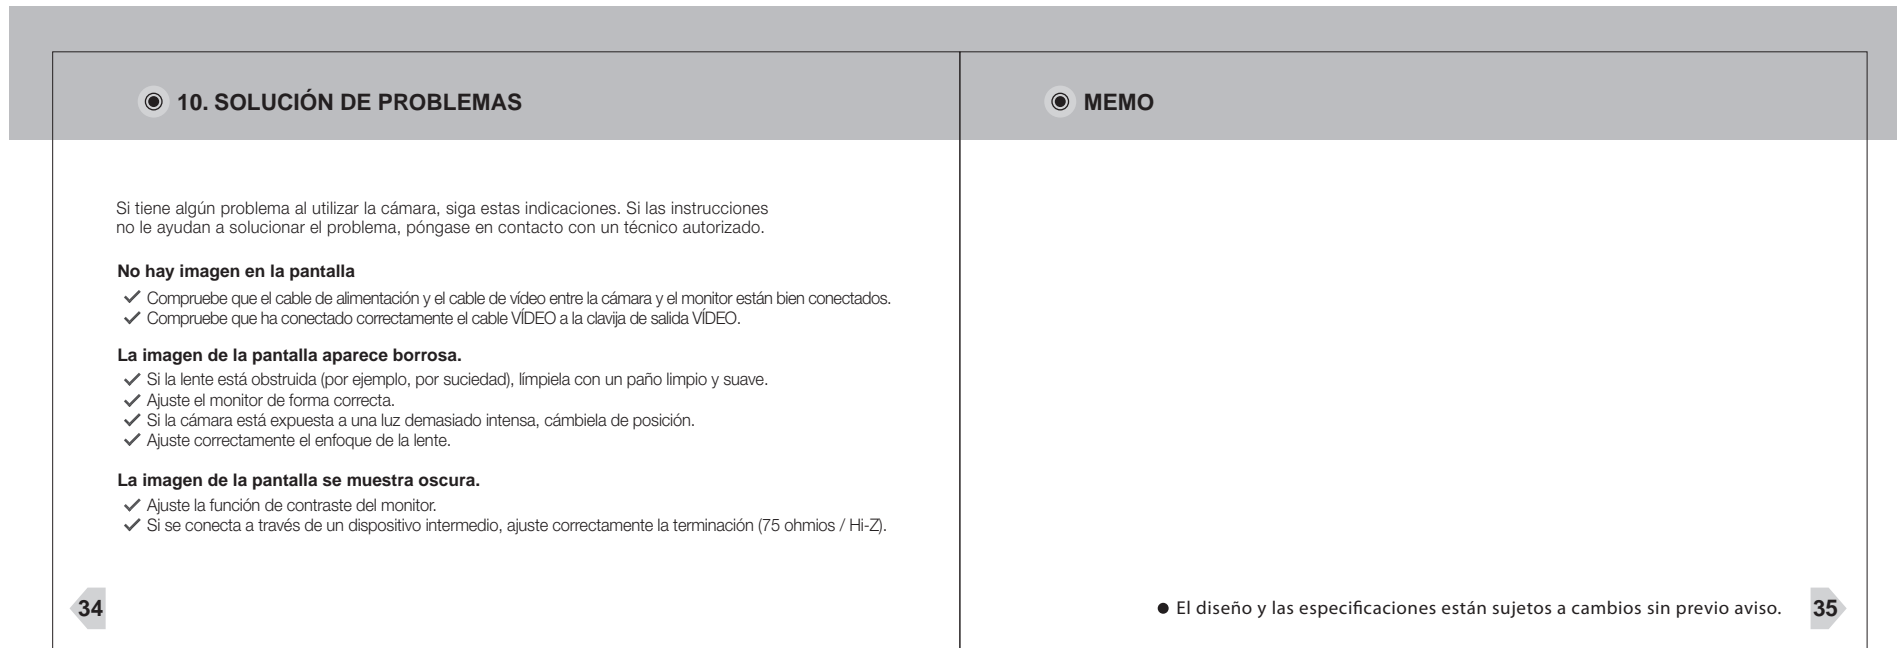 10. SOLUCIÓN DE PROBLEMAS
Si tiene algún problema al utilizar la cámara, siga estas indicaciones. Si las instrucciones
no le ayudan a solucionar el problema, póngase en contacto con un técnico autorizado.
No hay imagen en la pantalla
✓ Compruebe que el cable de alimentación y el cable de vídeo entre la cámara y el monitor están bien conectados.
✓ Compruebe que ha conectado correctamente el cable VÍDEO a la clavija de salida VÍDEO.
La imagen de la pantalla aparece borrosa.
✓ Si la lente está obstruida (por ejemplo, por suciedad), límpiela con un paño limpio y suave.
✓ Ajuste el monitor de forma correcta.
✓ Si la cámara está expuesta a una luz demasiado intensa, cámbiela de posición.
✓ Ajuste correctamente el enfoque de la lente.
La imagen de la pantalla se muestra oscura.
✓ Ajuste la función de contraste del monitor.
✓ Si se conecta a través de un dispositivo intermedio, ajuste correctamente la terminación (75 ohmios / Hi-Z).
34
MEMO
● El diseño y las especificaciones están sujetos a cambios sin previo aviso.
35